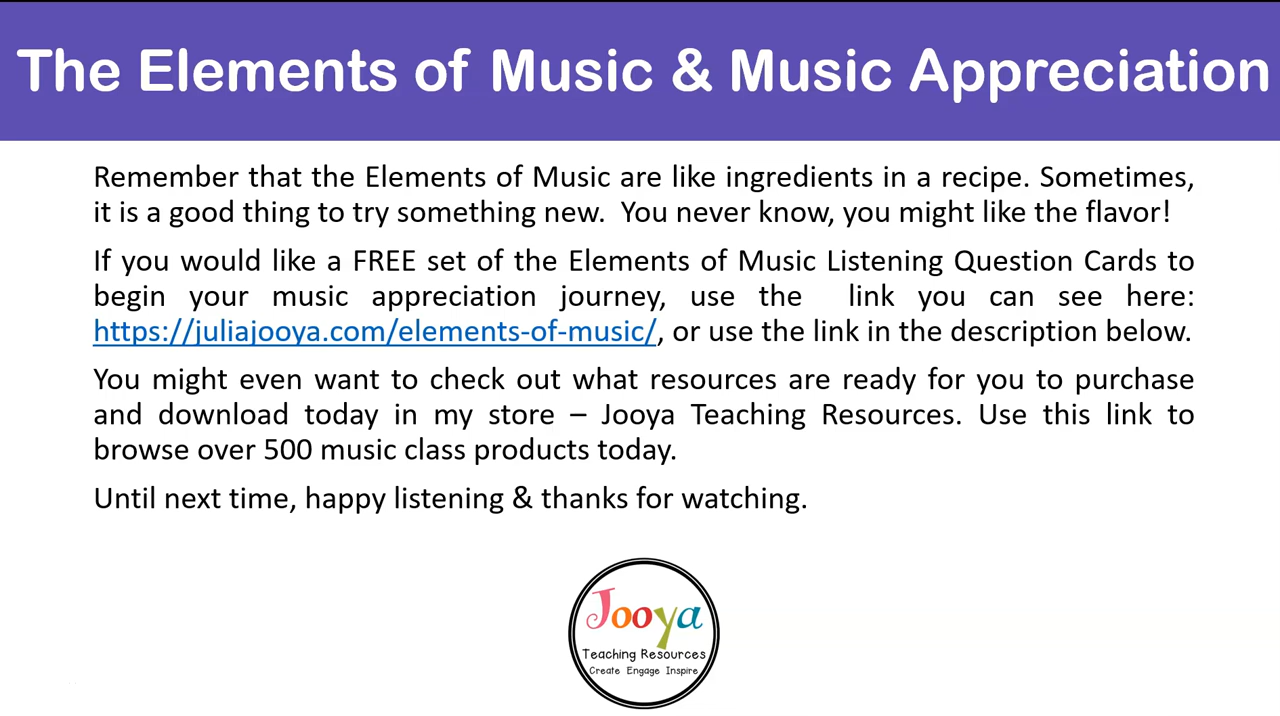 The Elements of Music & Music Appreciation
Remember that the Elements of Music are like ingredients in a recipe. Sometimes,
it is a good thing to try something new.  You never know, you might like the flavor!
If you would like a FREE set of the Elements of Music Listening Question Cards to
begin your music appreciation journey, use the  link you can see here:
https://juliajooya.com/elements-of-music/, or use the link in the description below.
You might even want to check out what resources are ready for you to purchase
and download today in my store – Jooya Teaching Resources. Use this link to
browse over 500 music class products today.
Until next time, happy listening & thanks for watching.
Jooya
Teaching Resources
Create Engage Inspire